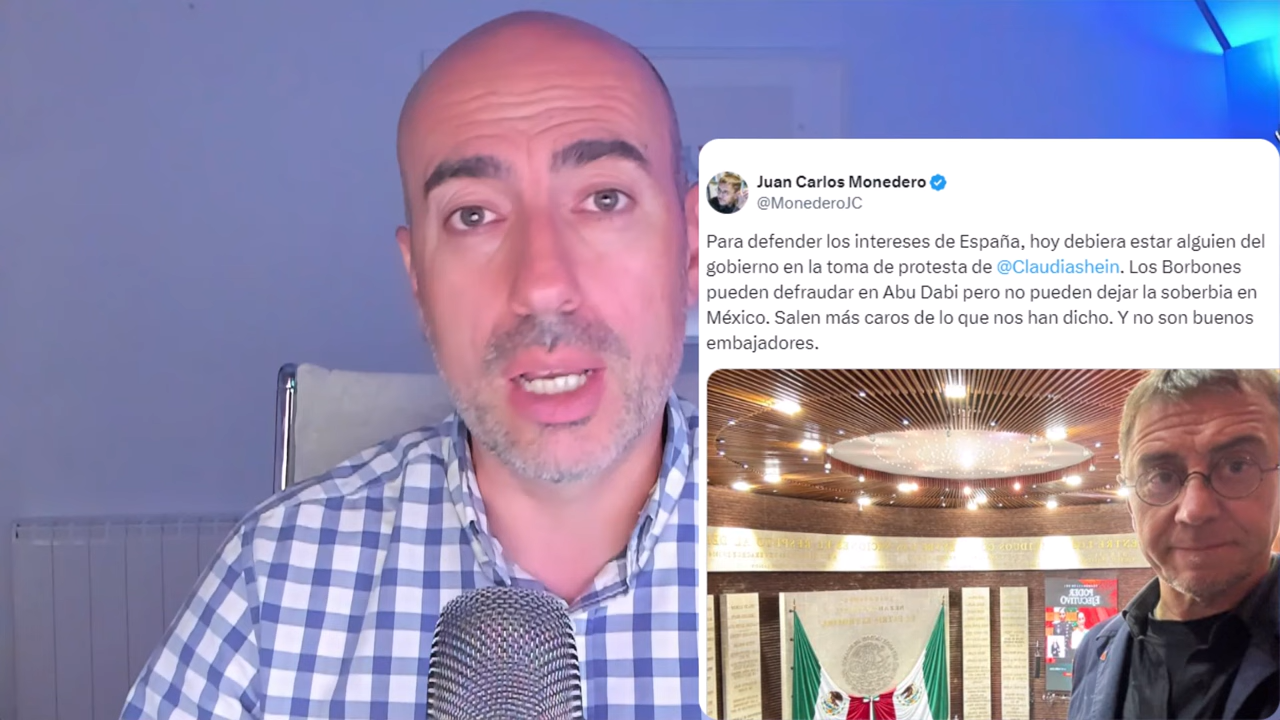 Juan Carlos Monedero
@MonederoJC
Para defender los intereses de España, hoy debiera estar alguien del
gobierno en la toma de protesta de @Claudiashein. Los Borbones
pueden defraudar en Abu Dabi pero no pueden dejar la soberbia en
México. Salen más caros de lo que nos han dicho. Y no son buenos
embajadores.
PODER
EJECUTIVO